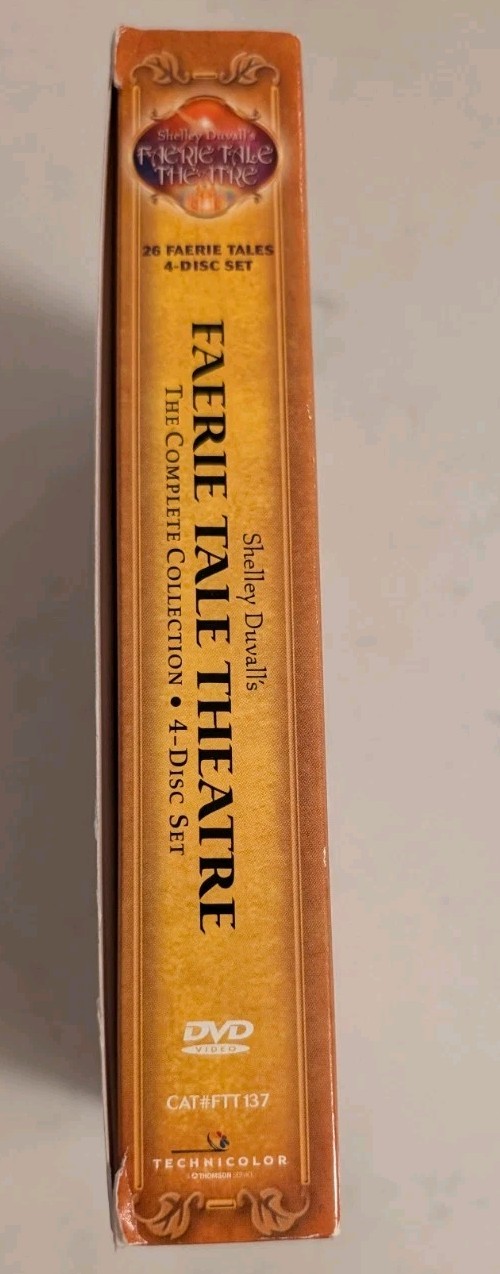 Shelley Duvall's
FAERIE TALE
THEATRE
26 FAERIE TALES
4-DISC SET
Shelley Duvall's
FAERIE TALE THEATRE
THE COMPLETE COLLECTION • 4-DISC SET
DVD
VIDEO
CAT#FTT137
TECHNICOLOR
THOMSON